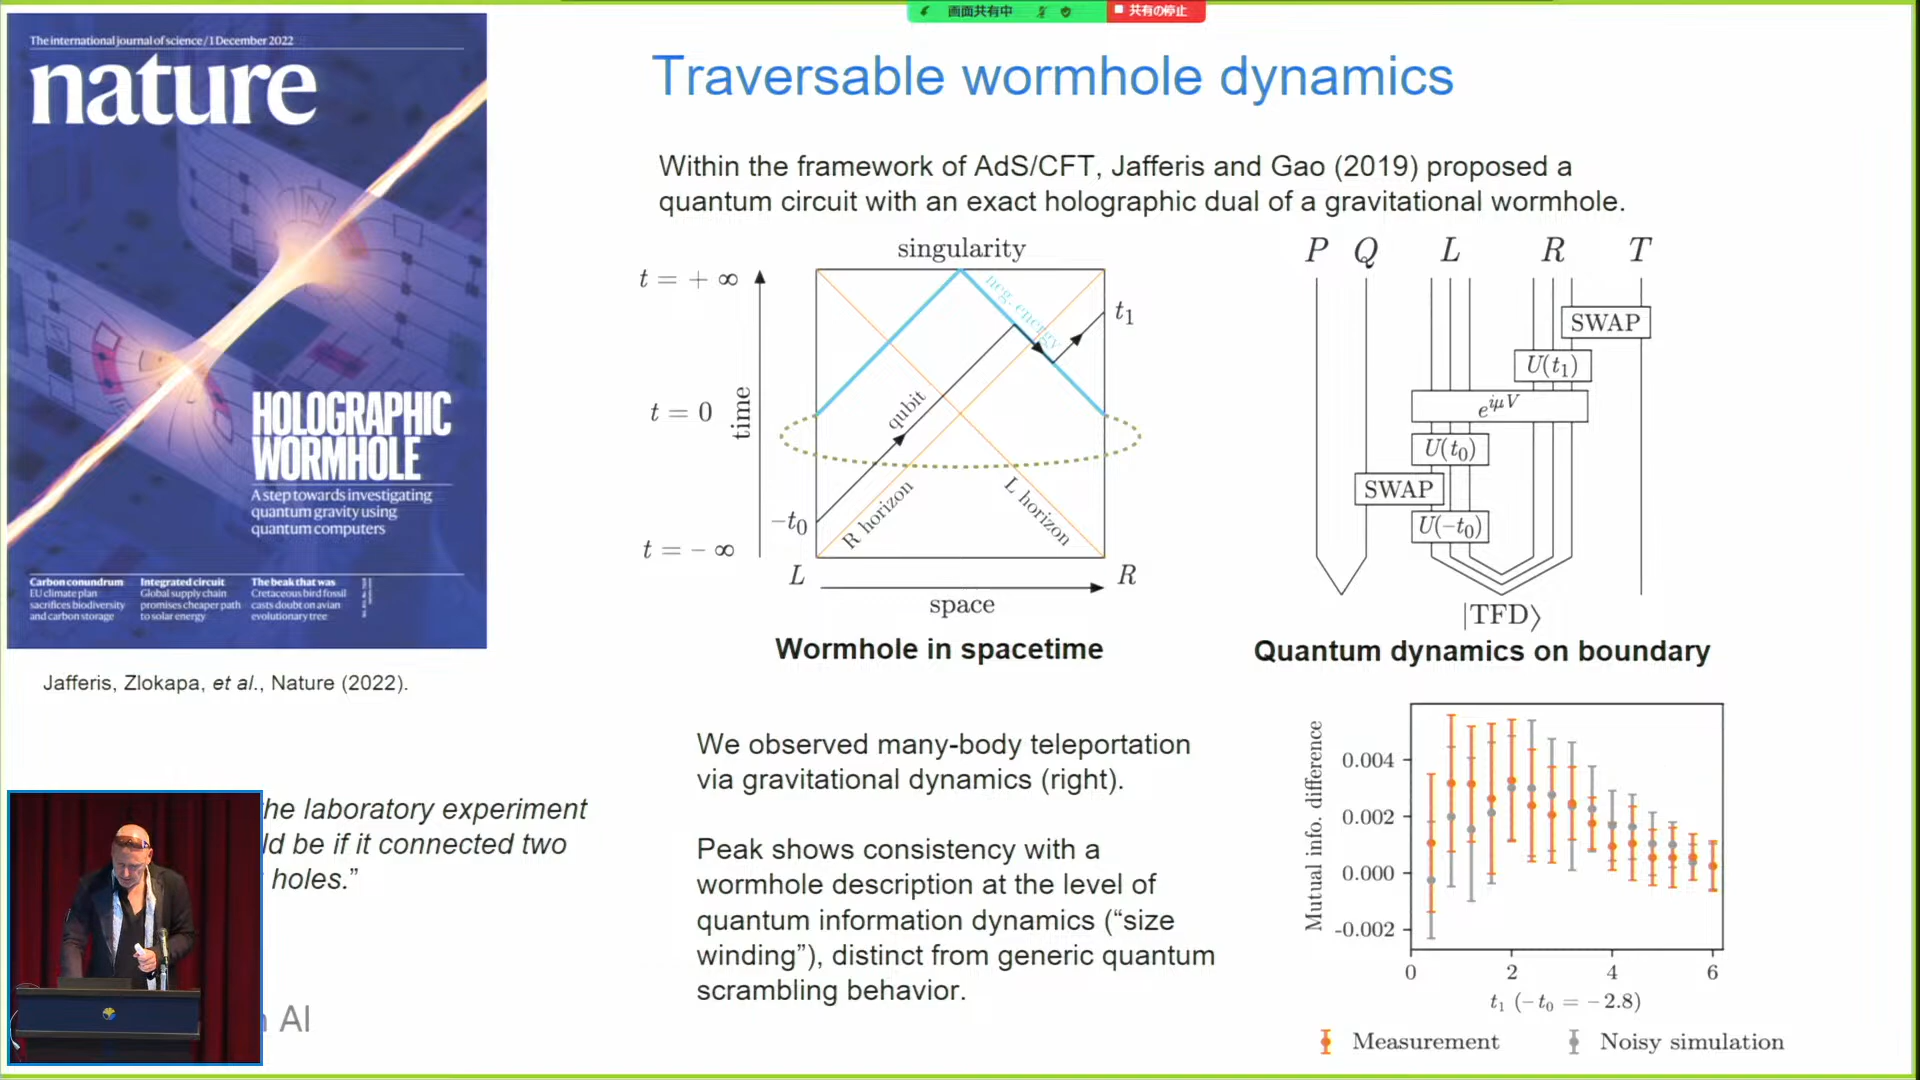 画面共有中
共有の停止
The international journal of science / 1 December 2022
nature
HOLOGRAPHIC
WORMHOLE
A step towards investigating
quantum gravity using
quantum computers
Carbon conundrum
EU climate plan
sacrifices biodiversity
and carbon storage
Integrated circuit
Global supply chain
promises cheaper path
to solar energy
The beak that was
Cretaceous bird fossil
casts doubt on avian
evolutionary tree
Jafferis, Zlokapa, et al., Nature (2022).
the laboratory experiment
ld be if it connected two
holes.”
AI
Traversable wormhole dynamics
Within the framework of AdS/CFT, Jafferis and Gao (2019) proposed a
quantum circuit with an exact holographic dual of a gravitational wormhole.
singularity
t = + ∞
t = 0
t = − ∞
time
neg. energy
qubit
t₁
−t₀
R horizon
L horizon
L
R
space
Wormhole in spacetime
P Q L R T
SWAP
U(t₁)
e^{iμV}
U(t₀)
SWAP
U(−t₀)
|TFD⟩
Quantum dynamics on boundary
We observed many-body teleportation
via gravitational dynamics (right).
Peak shows consistency with a
wormhole description at the level of
quantum information dynamics (“size
winding”), distinct from generic quantum
scrambling behavior.
Mutual info. difference
0.004
0.002
0.000
-0.002
0 2 4 6
t₁ (−t₀ = −2.8)
Measurement
Noisy simulation